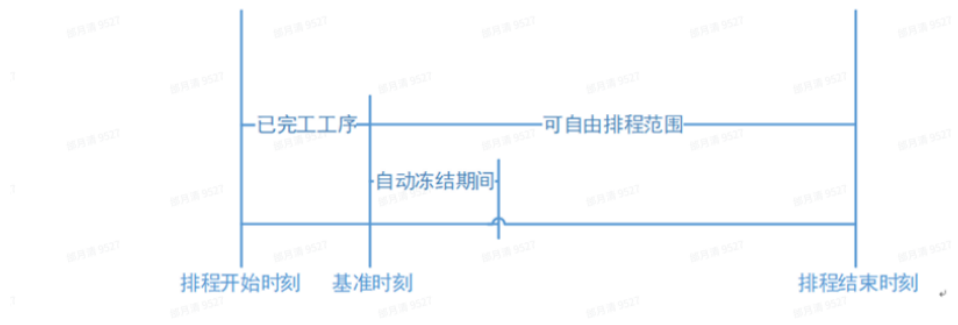 已完工工序
可自由排程范围
自动冻结期间
排程开始时刻
基准时刻
排程结束时刻